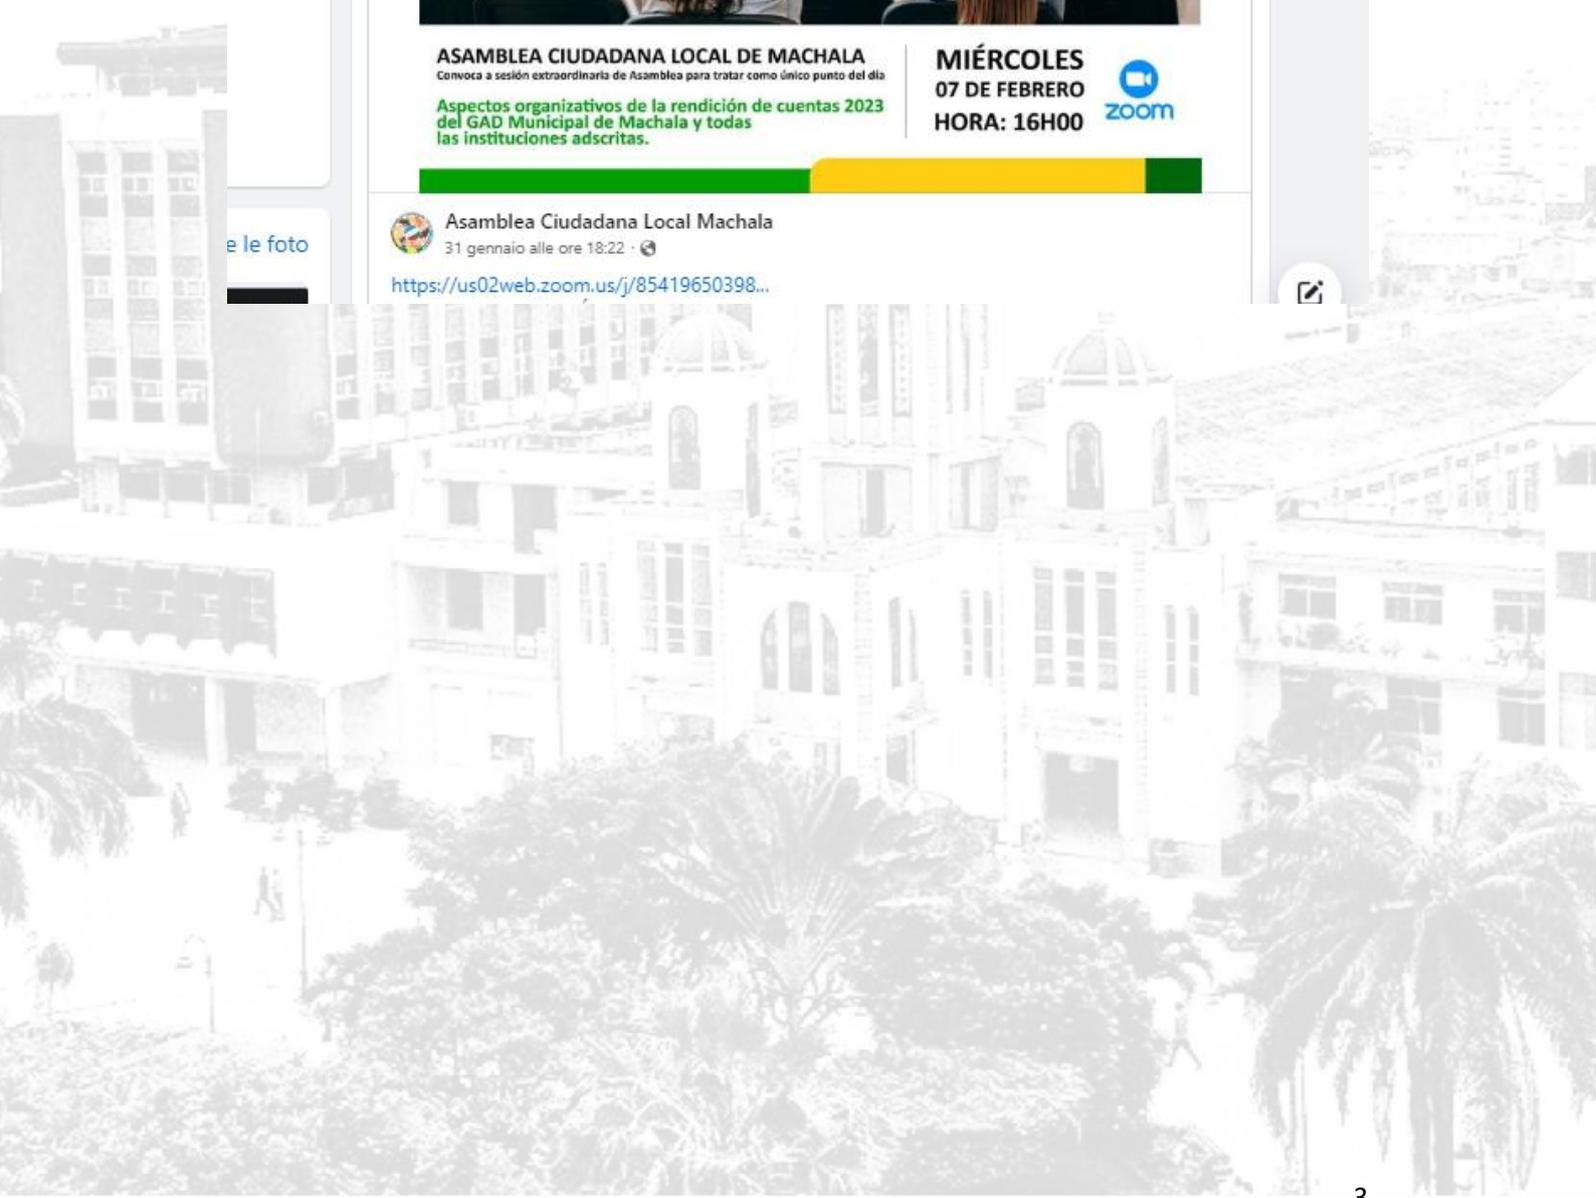 ASAMBLEA CIUDADANA LOCAL DE MACHALA
Convoca a sesión extraordinaria de Asamblea para tratar como único punto del día
Aspectos organizativos de la rendición de cuentas 2023
del GAD Municipal de Machala y todas
las instituciones adscritas.
MIÉRCOLES
07 DE FEBRERO
HORA: 16H00
zoom
Asamblea Ciudadana Local Machala
31 gennaio alle ore 18:22 ·
e le foto
https://us02web.zoom.us/j/85419650398...
3